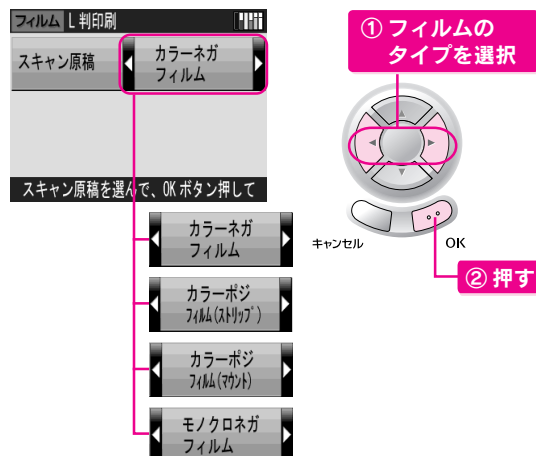 フィルム L判印刷
スキャン原稿
カラーネガ
フィルム
スキャン原稿を選んで、OKボタン押して
カラーネガ
フィルム
カラーポジ
フィルム(ストリップ)
カラーポジ
フィルム(マウント)
モノクロネガ
フィルム
① フィルムの
タイプを選択
キャンセル
OK
② 押す